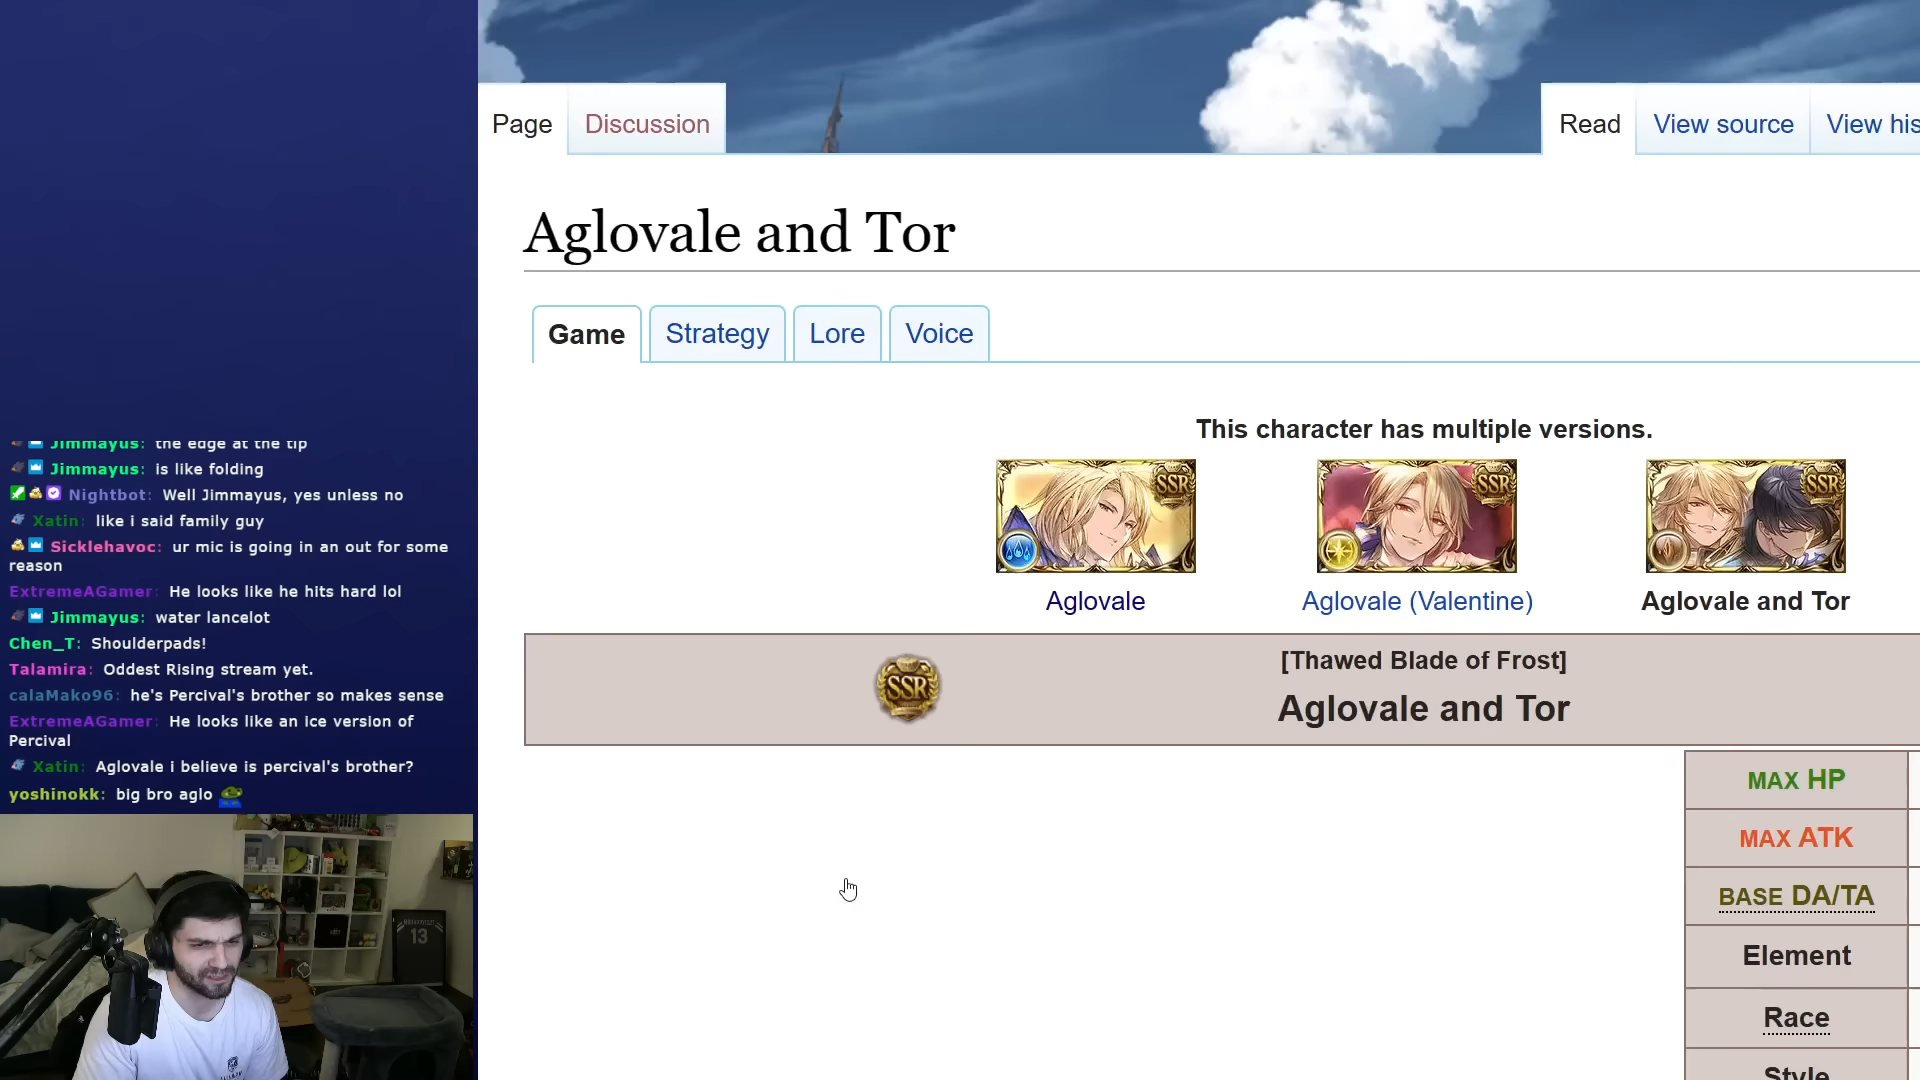 Page
Discussion
Read
View source
View his
Aglovale and Tor
Game
Strategy
Lore
Voice
This character has multiple versions.
SSR
SSR
SSR
Aglovale
Aglovale (Valentine)
Aglovale and Tor
SSR
[Thawed Blade of Frost]
Aglovale and Tor
MAX HP
MAX ATK
BASE DA/TA
Element
Race
Style
Jimmayus: the edge at the tip
Jimmayus: is like folding
Nightbot: Well Jimmayus, yes unless no
Xatin: like i said family guy
Sicklehavoc: ur mic is going in an out for some
reason
ExtremeAGamer: He looks like he hits hard lol
Jimmayus: water lancelot
Chen_T: Shoulderpads!
Talamira: Oddest Rising stream yet.
calaMako96: he's Percival's brother so makes sense
ExtremeAGamer: He looks like an ice version of
Percival
Xatin: Aglovale i believe is percival's brother?
yoshinokk: big bro aglo
13